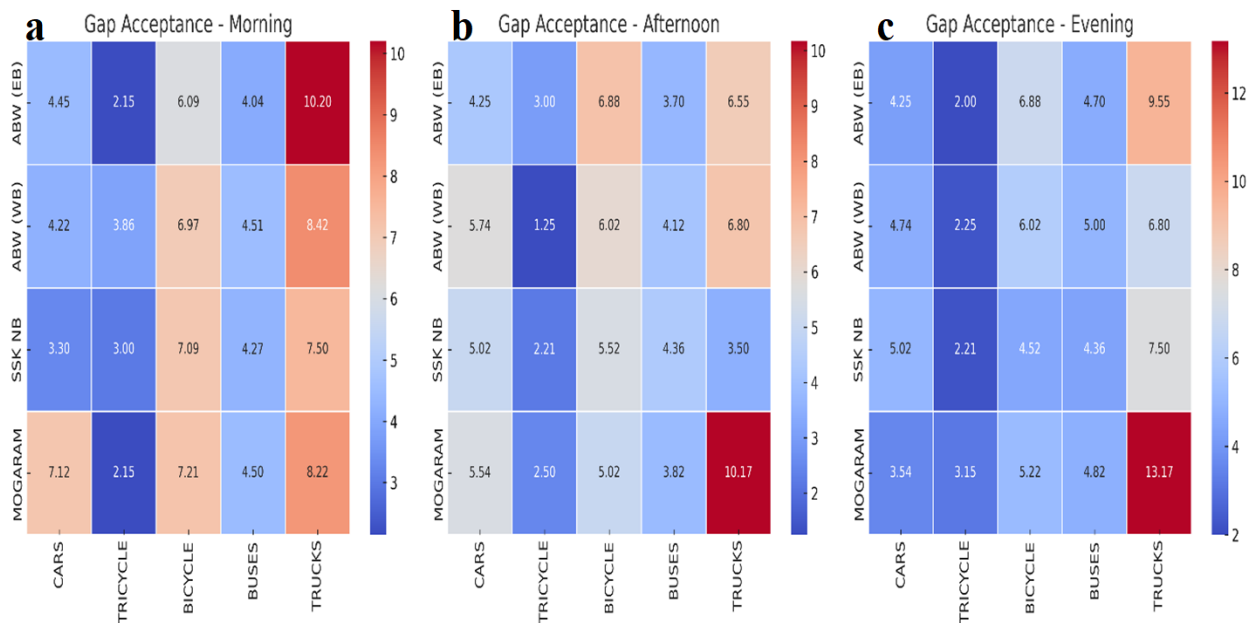 a
Gap Acceptance - Morning
ABW (EB)
4.45 2.15 6.09 4.04 10.20
ABW (WB)
4.22 3.86 6.97 4.51 8.42
SSK NB
3.30 3.00 7.09 4.27 7.50
MOGARAM
7.12 2.15 7.21 4.50 8.22
CARS TRICYCLE BICYCLE BUSES TRUCKS
10
9
8
7
6
5
4
3
b
Gap Acceptance - Afternoon
ABW (EB)
4.25 3.00 6.88 3.70 6.55
ABW (WB)
5.74 1.25 6.02 4.12 6.80
SSK NB
5.02 2.21 5.52 4.36 3.50
MOGARAM
5.54 2.50 5.02 3.82 10.17
CARS TRICYCLE BICYCLE BUSES TRUCKS
10
9
8
7
6
5
4
3
2
c
Gap Acceptance - Evening
ABW (EB)
4.25 2.00 6.88 4.70 9.55
ABW (WB)
4.74 2.25 6.02 5.00 6.80
SSK NB
5.02 2.21 4.52 4.36 7.50
MOGARAM
3.54 3.15 5.22 4.82 13.17
CARS TRICYCLE BICYCLE BUSES TRUCKS
12
10
8
6
4
2